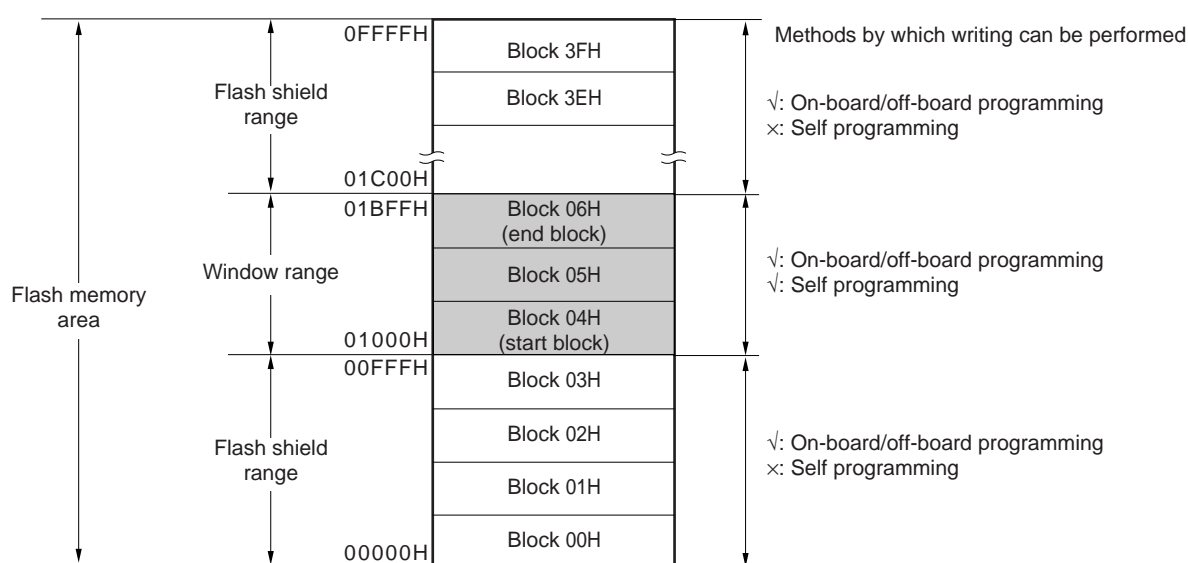 0FFFFH
Block 3FH
Methods by which writing can be performed
Flash shield
range
Block 3EH
√: On-board/off-board programming
×: Self programming
01C00H
01BFFH
Block 06H
(end block)
Window range
Block 05H
√: On-board/off-board programming
√: Self programming
Flash memory
area
Block 04H
(start block)
01000H
00FFFH
Block 03H
Flash shield
range
Block 02H
√: On-board/off-board programming
×: Self programming
Block 01H
Block 00H
00000H